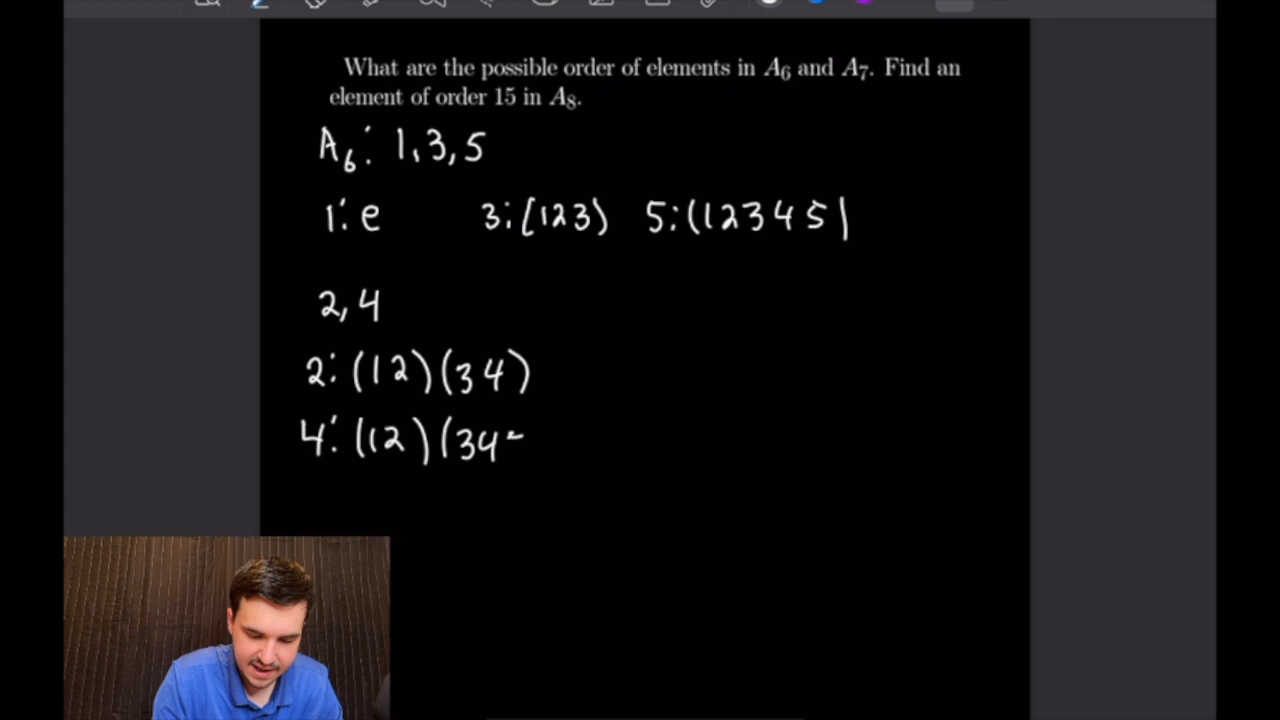 What are the possible order of elements in A₆ and A₇. Find an
element of order 15 in A₈.
A₆: 1,3,5
1: e 3:(123) 5:(12345)
2,4
2: (12)(34)
4: (12)(34